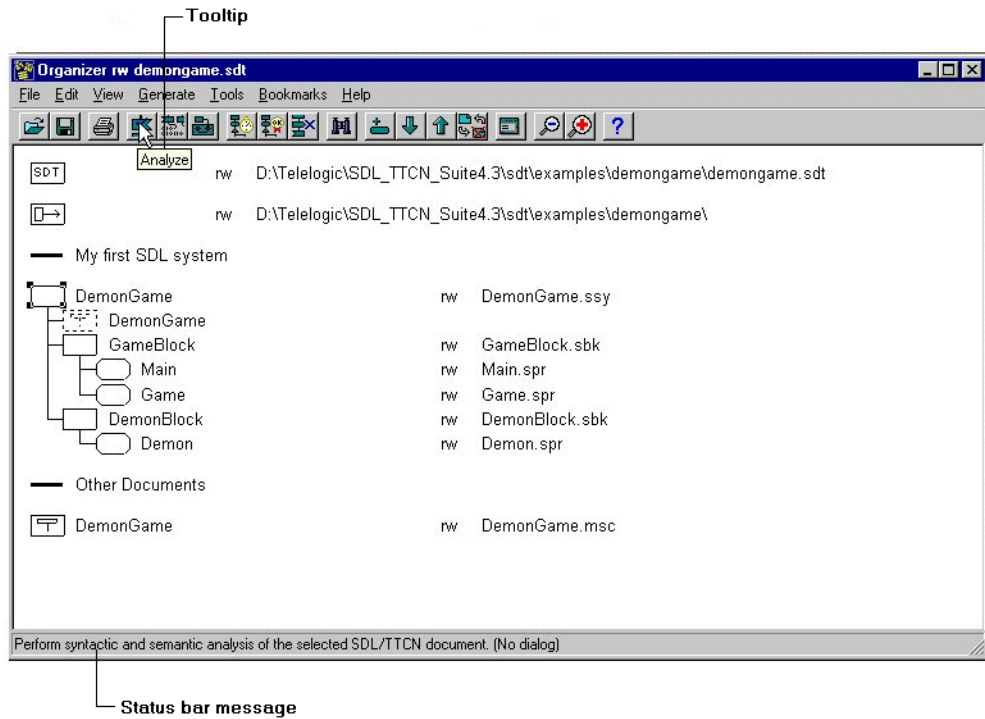 Tooltip
Organizer rw demongame.sdt
File Edit View Generate Tools Bookmarks Help
Analyze
SDT rw D:\Telelogic\SDL_TTCN_Suite4.3\sdt\examples\demongame\demongame.sdt
rw D:\Telelogic\SDL_TTCN_Suite4.3\sdt\examples\demongame\
My first SDL system
DemonGame rw DemonGame.ssy
DemonGame
GameBlock rw GameBlock.sbk
Main rw Main.spr
Game rw Game.spr
DemonBlock rw DemonBlock.sbk
Demon rw Demon.spr
Other Documents
DemonGame rw DemonGame.msc
Perform syntactic and semantic analysis of the selected SDL/TTCN document. (No dialog)
Status bar message